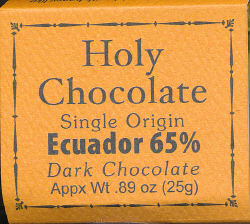 Holy
Chocolate
Single Origin
Ecuador 65%
Dark Chocolate
Appx Wt .89 oz (25g)